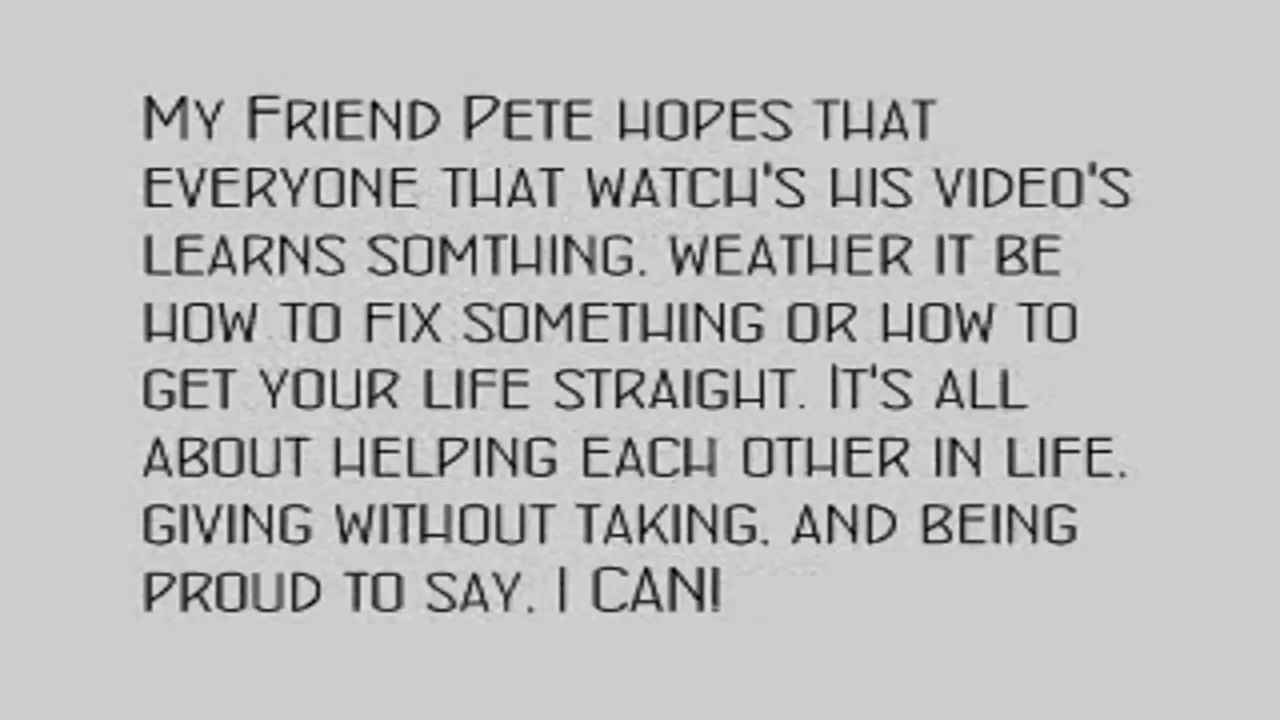 My Friend Pete hopes that
everyone that watch's his video's
learns somthing, weather it be
how to fix something or how to
get your life straight. It's all
about helping each other in life,
giving without taking, and being
proud to say, I CAN!